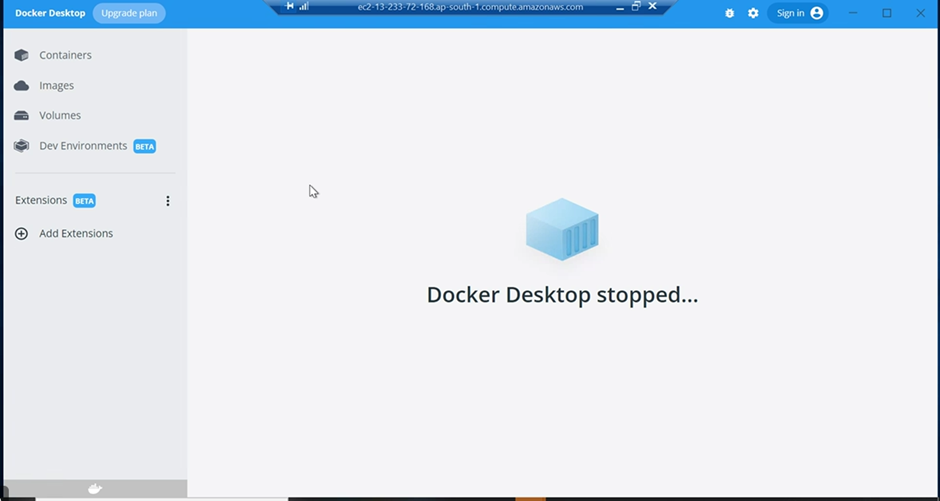 Docker Desktop Upgrade plan
ec2-13-233-72-168.ap-south-1.compute.amazonaws.com
Sign in
Containers
Images
Volumes
Dev Environments BETA
Extensions BETA
Add Extensions
Docker Desktop stopped...